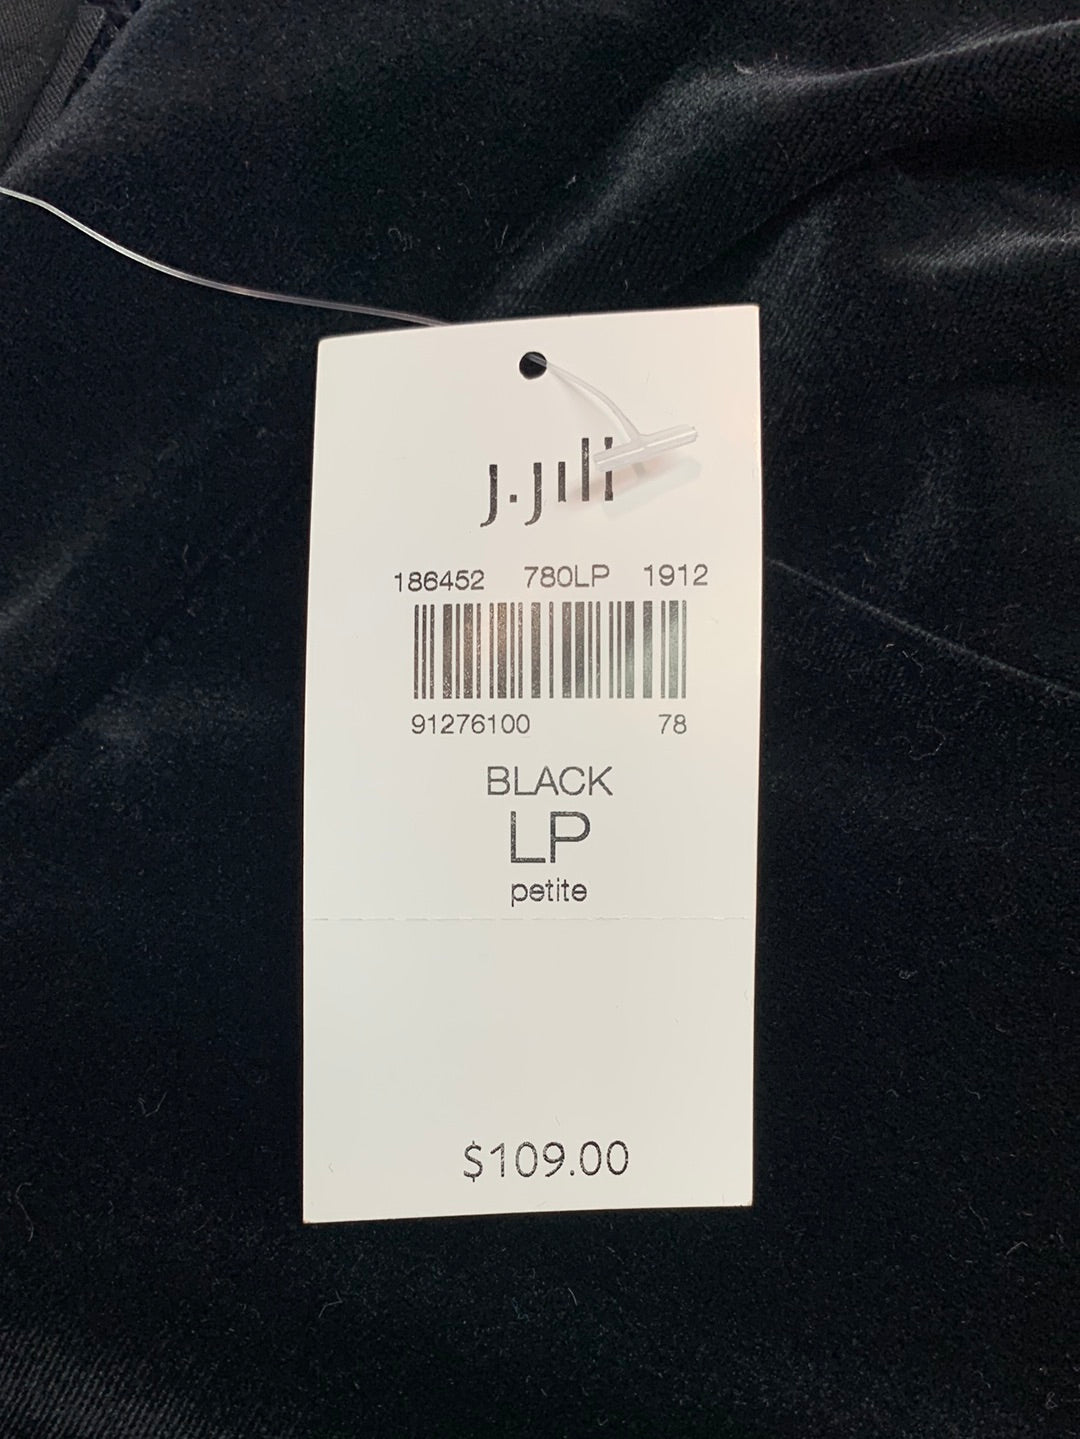 J.Jill
186452 780LP 1912
91276100 78
BLACK
LP
petite
$109.00